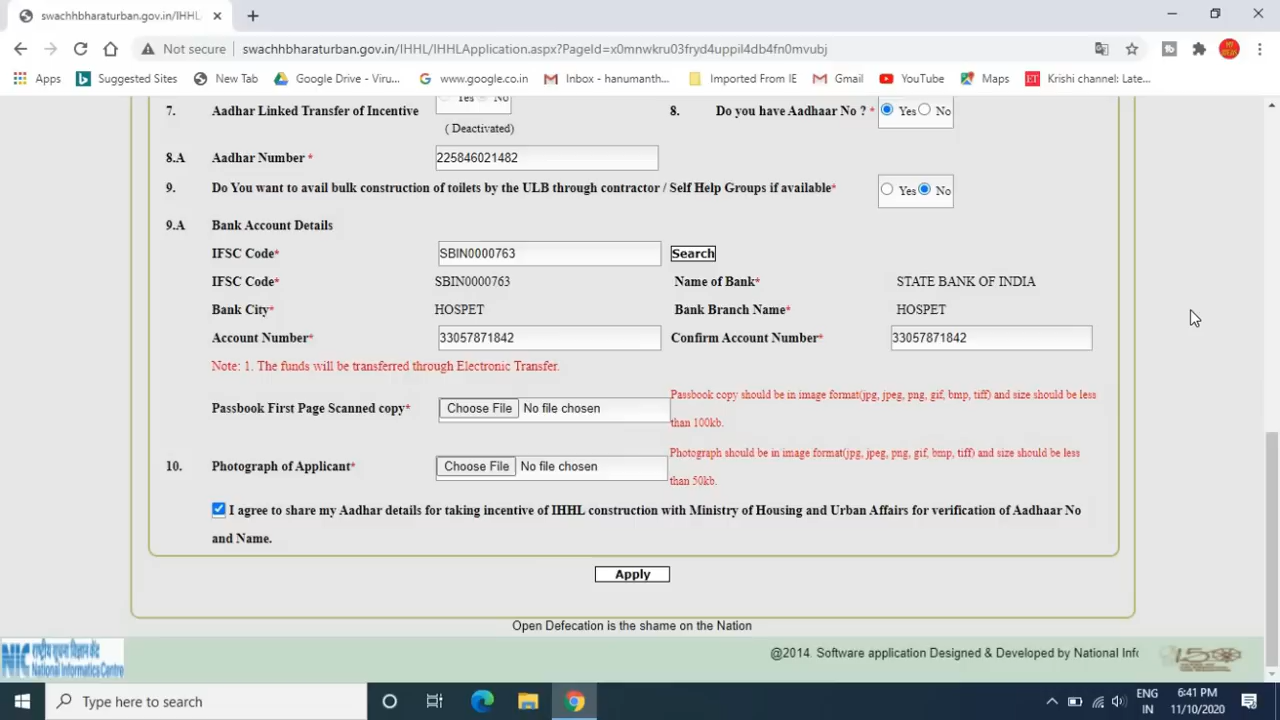 swachhbharaturban.gov.in/IHHL
Not secure swachhbharaturban.gov.in/IHHL/IHHLApplication.aspx?PageId=x0mnwkru03fryd4uppil4db4fn0mvubj
Apps Suggested Sites New Tab Google Drive - Viru... www.google.co.in Inbox - hanumanth... Imported From IE Gmail YouTube Maps ET Krishi channel: Late...
7. Aadhar Linked Transfer of Incentive Yes No 8. Do you have Aadhaar No ? * Yes No
( Deactivated)
8.A Aadhar Number * 225846021482
9. Do You want to avail bulk construction of toilets by the ULB through contractor / Self Help Groups if available* Yes No
9.A Bank Account Details
IFSC Code* SBIN0000763 Search
IFSC Code* SBIN0000763 Name of Bank* STATE BANK OF INDIA
Bank City* HOSPET Bank Branch Name* HOSPET
Account Number* 33057871842 Confirm Account Number* 33057871842
Note: 1. The funds will be transferred through Electronic Transfer.
Passbook First Page Scanned copy* Choose File No file chosen Passbook copy should be in image format(jpg, jpeg, png, gif, bmp, tiff) and size should be less
than 100kb.
10. Photograph of Applicant* Choose File No file chosen Photograph should be in image format(jpg, jpeg, png, gif, bmp, tiff) and size should be less
than 50kb.
I agree to share my Aadhar details for taking incentive of IHHL construction with Ministry of Housing and Urban Affairs for verification of Aadhaar No
and Name.
Apply
Open Defecation is the shame on the Nation
NIC राष्ट्रीय सूचना विज्ञान केंद्र
National Informatics Centre
@2014. Software application Designed & Developed by National Info
Type here to search
ENG 6:41 PM
IN 11/10/2020